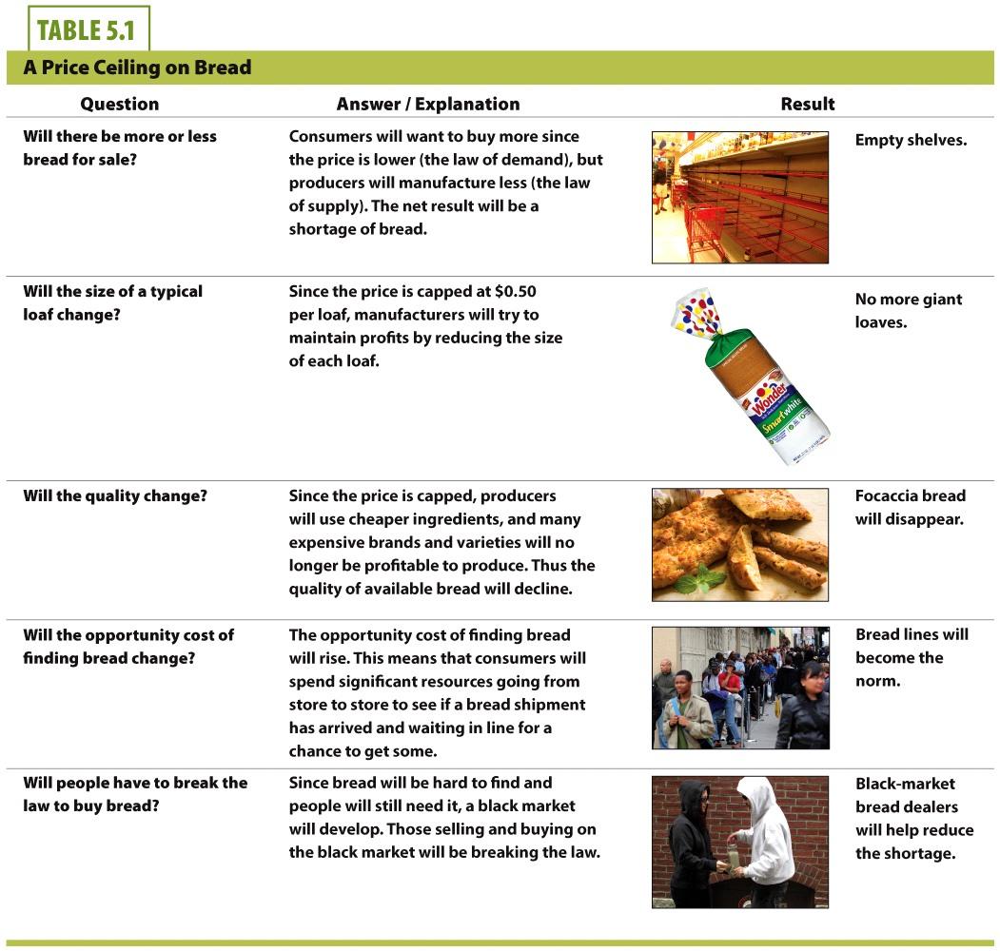 TABLE 5.1
A Price Ceiling on Bread
Question
Answer / Explanation
Result
Will there be more or less
bread for sale?
Consumers will want to buy more since
the price is lower (the law of demand), but
producers will manufacture less (the law
of supply). The net result will be a
shortage of bread.
Empty shelves.
Will the size of a typical
loaf change?
Since the price is capped at $0.50
per loaf, manufacturers will try to
maintain profits by reducing the size
of each loaf.
Wonder
Smart white
No more giant
loaves.
Will the quality change?
Since the price is capped, producers
will use cheaper ingredients, and many
expensive brands and varieties will no
longer be profitable to produce. Thus the
quality of available bread will decline.
Focaccia bread
will disappear.
Will the opportunity cost of
finding bread change?
The opportunity cost of finding bread
will rise. This means that consumers will
spend significant resources going from
store to store to see if a bread shipment
has arrived and waiting in line for a
chance to get some.
Bread lines will
become the
norm.
Will people have to break the
law to buy bread?
Since bread will be hard to find and
people will still need it, a black market
will develop. Those selling and buying on
the black market will be breaking the law.
Black-market
bread dealers
will help reduce
the shortage.